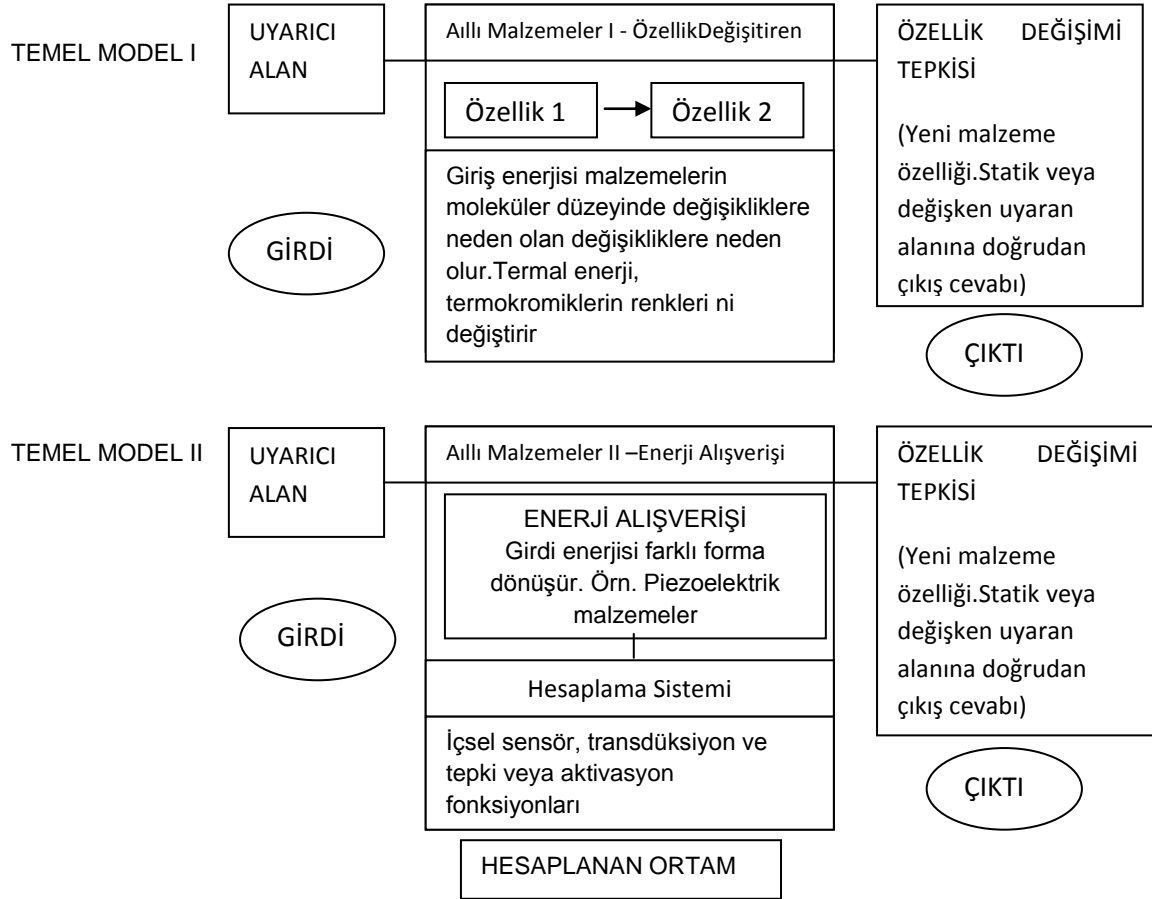 TEMEL MODEL I
UYARICI
ALAN
GİRDİ
Aıllı Malzemeler I - ÖzellikDeğişitiren
Özellik 1
Özellik 2
Giriş enerjisi malzemelerin
moleküler düzeyinde değişikliklere
neden olan değişikliklere neden
olur.Termal enerji,
termokromiklerin renkleri ni
değiştirir
ÖZELLİK DEĞİŞİMİ
TEPKİSİ
(Yeni malzeme
özelliği.Statik veya
değişken uyaran
alanına doğrudan
çıkış cevabı)
ÇIKTI
TEMEL MODEL II
UYARICI
ALAN
GİRDİ
Aıllı Malzemeler II –Enerji Alışverişi
ENERJİ ALIŞVERİŞİ
Girdi enerjisi farklı forma
dönüşür. Örn. Piezoelektrik
malzemeler
Hesaplama Sistemi
İçsel sensör, transdüksiyon ve
tepki veya aktivasyon
fonksiyonları
HESAPLANAN ORTAM
ÖZELLİK DEĞİŞİMİ
TEPKİSİ
(Yeni malzeme
özelliği.Statik veya
değişken uyaran
alanına doğrudan
çıkış cevabı)
ÇIKTI